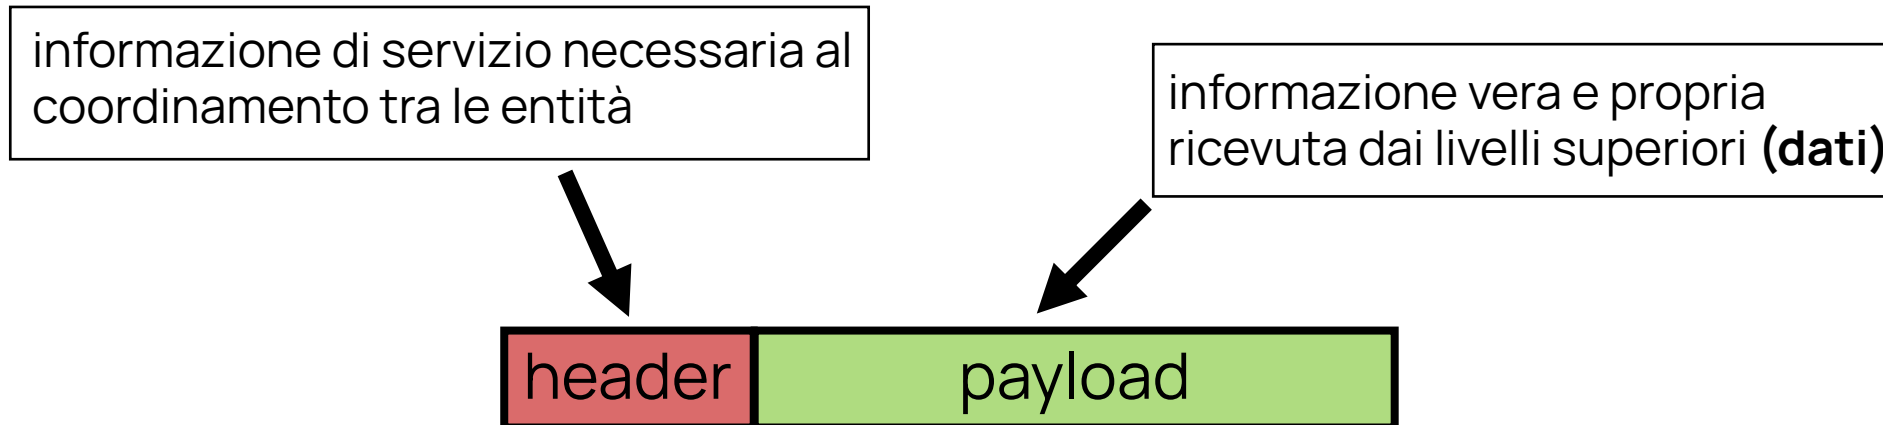 informazione di servizio necessaria al
coordinamento tra le entità
informazione vera e propria
ricevuta dai livelli superiori (dati)
header
payload